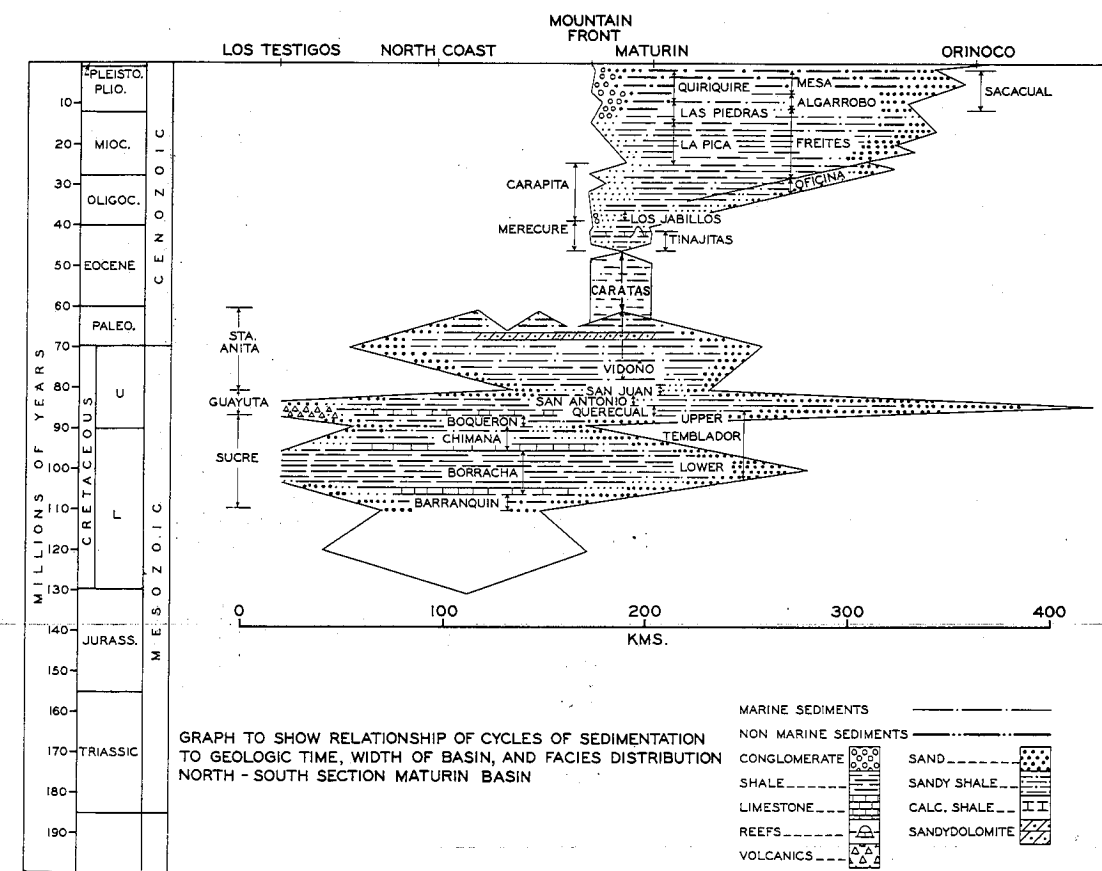 MOUNTAIN
FRONT
LOS TESTIGOS NORTH COAST MATURIN ORINOCO
PLEISTO.
PLIO.
MIOC.
OLIGOC.
EOCENE
PALEO.
U
L
JURASS.
TRIASSIC
CENOZOIC
MESOZOIC
CRETACEOUS
MILLIONS OF YEARS
10
20
30
40
50
60
70
80
90
100
110
120
130
140
150
160
170
180
190
QUIRIQUIRE
MESA
SACACUAL
ALGARROBO
LAS PIEDRAS
LA PICA
FREITES
CARAPITA
OFICINA
LOS JABILLOS
MERECURE
TINAJITAS
CARATAS
STA.
ANITA
VIDOÑO
SAN JUAN
GUAYUTA
SAN ANTONIO
QUERECUAL
UPPER
BOQUERON
TEMBLADOR
CHIMANA
SUCRE
LOWER
BORRACHA
BARRANQUIN
0 100 200 300 400
KMS.
GRAPH TO SHOW RELATIONSHIP OF CYCLES OF SEDIMENTATION
TO GEOLOGIC TIME, WIDTH OF BASIN, AND FACIES DISTRIBUTION
NORTH - SOUTH SECTION MATURIN BASIN
MARINE SEDIMENTS
NON MARINE SEDIMENTS
CONGLOMERATE SAND
SHALE SANDY SHALE
LIMESTONE CALC. SHALE
REEFS SANDYDOLOMITE
VOLCANICS